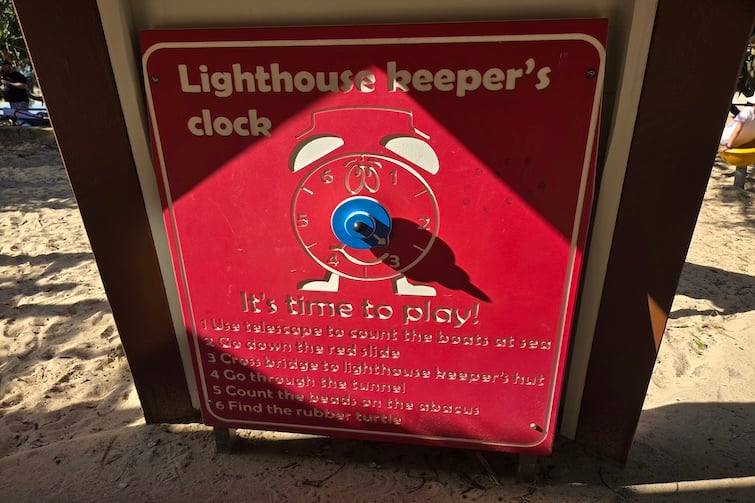 Lighthouse keeper's
clock
6 1
5 2
4 3
It's time to play!
1 Use telescope to count the boats at sea
2 Go down the red slide
3 Cross bridge to lighthouse keeper's hut
4 Go through the tunnel
5 Count the beads on the abacus
6 Find the rubber turtle